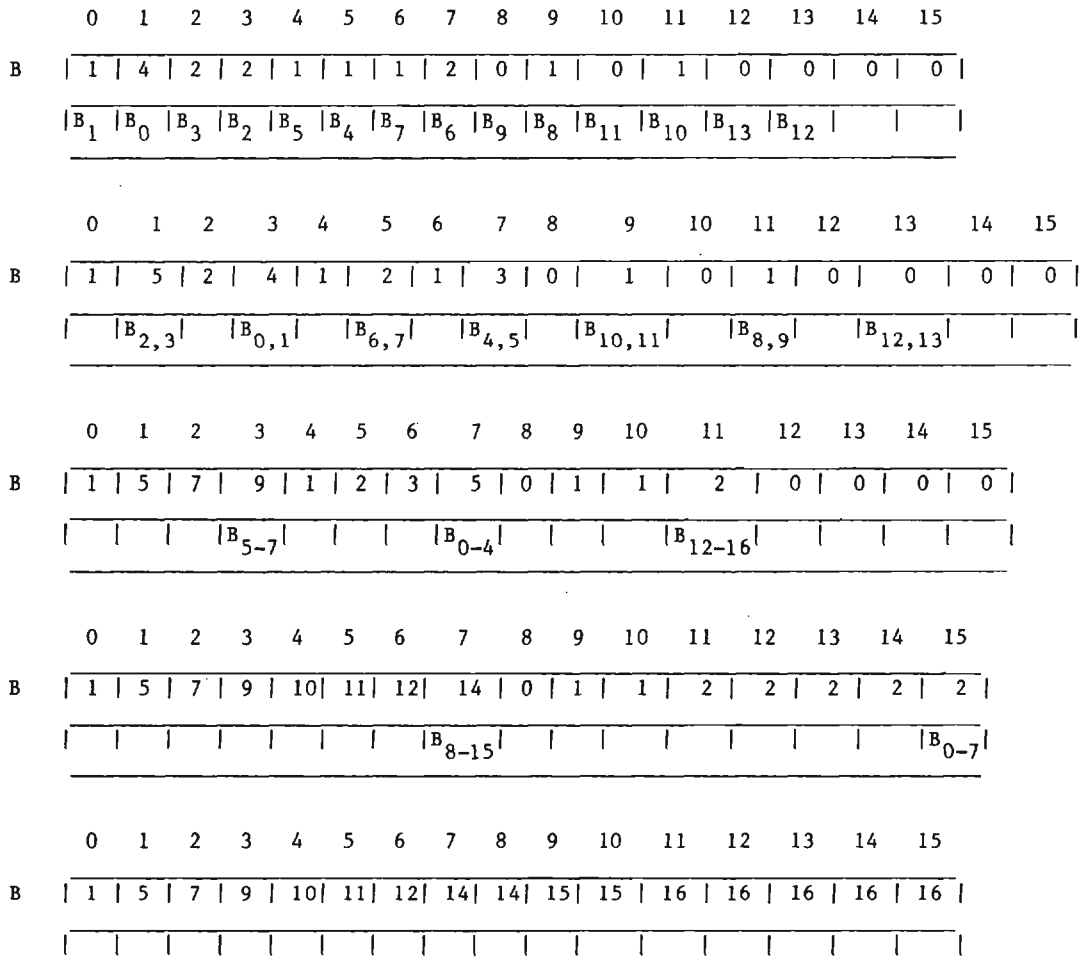 0 1 2 3 4 5 6 7 8 9 10 11 12 13 14 15
B | 1 | 4 | 2 | 2 | 1 | 1 | 1 | 2 | 0 | 1 | 0 | 1 | 0 | 0 | 0 | 0 |
|B1 |B0 |B3 |B2 |B5 |B4 |B7 |B6 |B9 |B8 |B11 |B10 |B13 |B12 | | |
0 1 2 3 4 5 6 7 8 9 10 11 12 13 14 15
B | 1 | 5 | 2 | 4 | 1 | 2 | 1 | 3 | 0 | 1 | 0 | 1 | 0 | 0 | 0 | 0 |
| |B2,3| |B0,1| |B6,7| |B4,5| |B10,11| |B8,9| |B12,13| | |
0 1 2 3 4 5 6 7 8 9 10 11 12 13 14 15
B | 1 | 5 | 7 | 9 | 1 | 2 | 3 | 5 | 0 | 1 | 1 | 2 | 0 | 0 | 0 | 0 |
| | | |B5-7| | | |B0-4| | | |B12-16| | | | |
0 1 2 3 4 5 6 7 8 9 10 11 12 13 14 15
B | 1 | 5 | 7 | 9 | 10| 11| 12| 14 | 0 | 1 | 1 | 2 | 2 | 2 | 2 | 2 |
| | | | | | | |B8-15| | | | | | | |B0-7|
0 1 2 3 4 5 6 7 8 9 10 11 12 13 14 15
B | 1 | 5 | 7 | 9 | 10| 11| 12| 14| 14| 15| 15 | 16 | 16 | 16 | 16 | 16 |
| | | | | | | | | | | | | | | | |